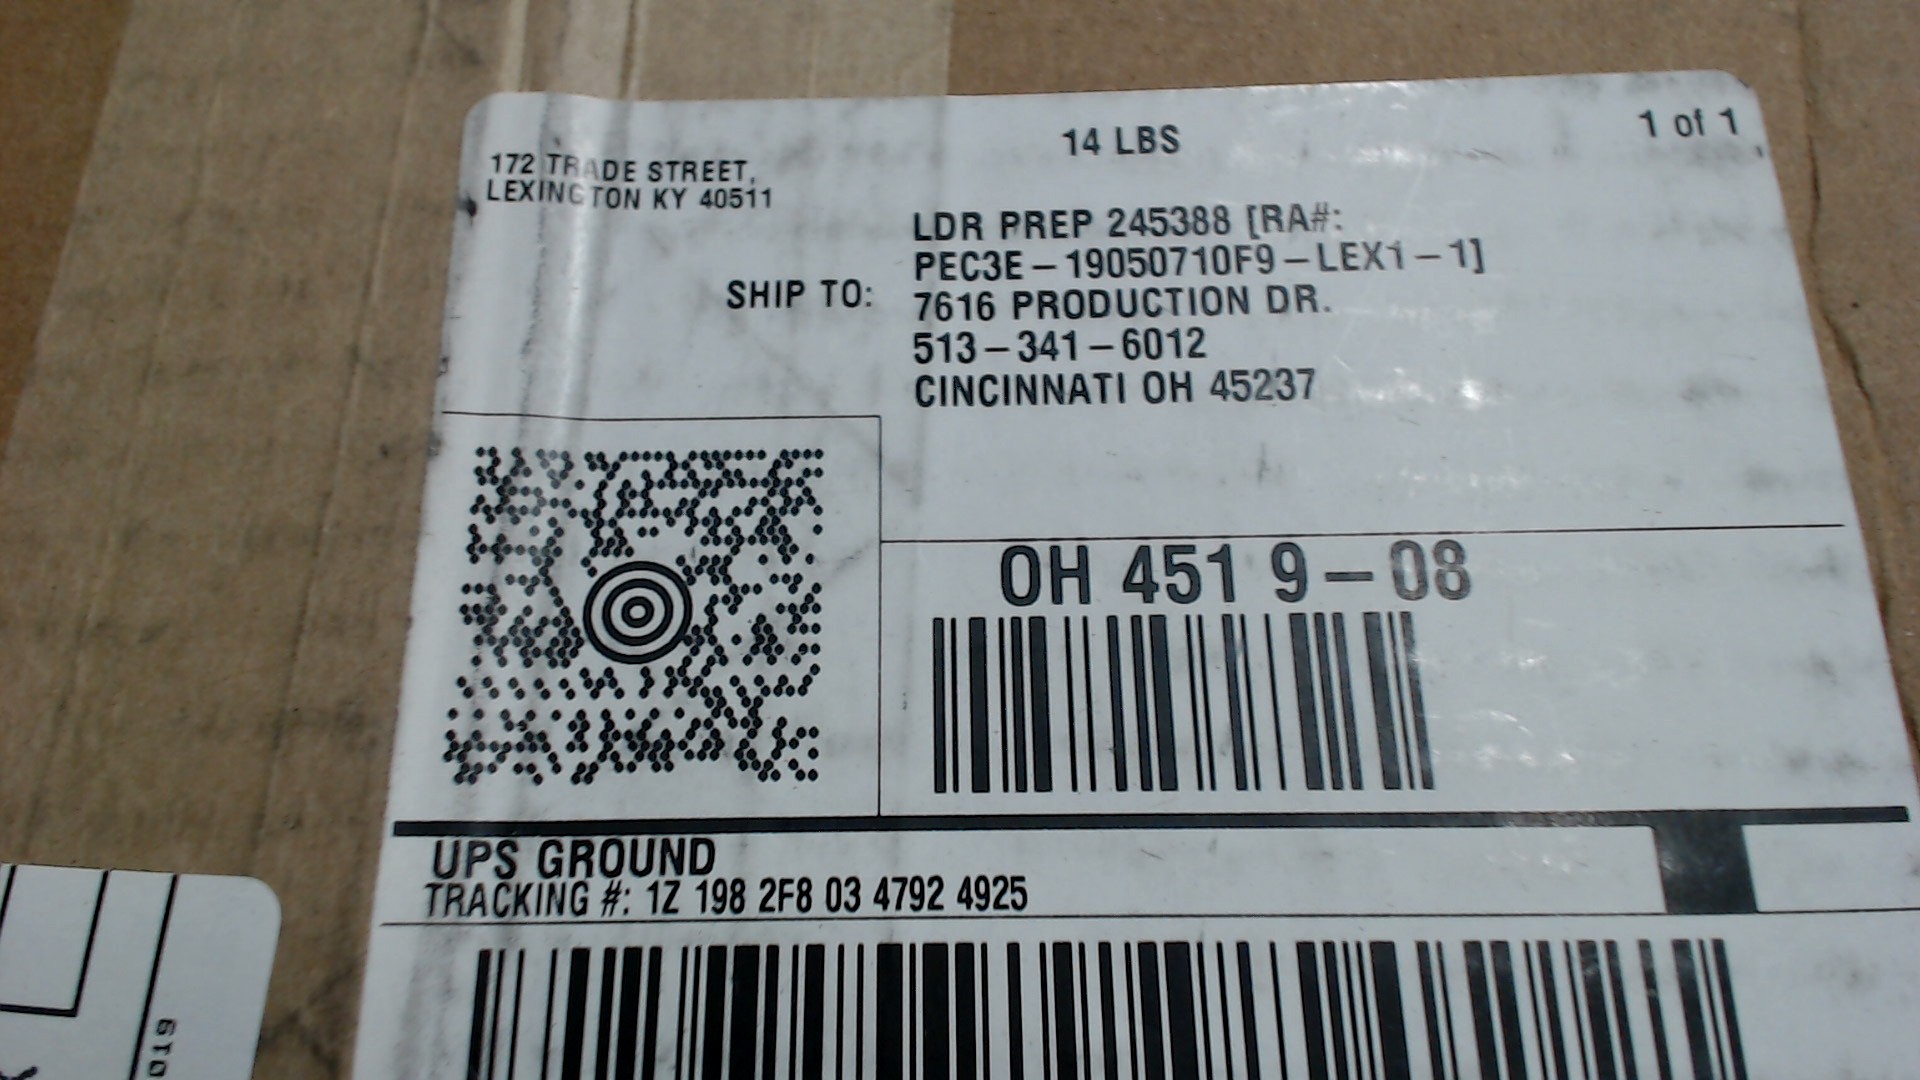 14 LBS
1 of 1
172 TRADE STREET,
LEXINGTON KY 40511
SHIP TO:
LDR PREP 245388 [RA#:
PEC3E-19050710F9-LEX1-1]
7616 PRODUCTION DR.
513-341-6012
CINCINNATI OH 45237
OH 451 9-08
UPS GROUND
TRACKING #: 1Z 198 2F8 03 4792 4925